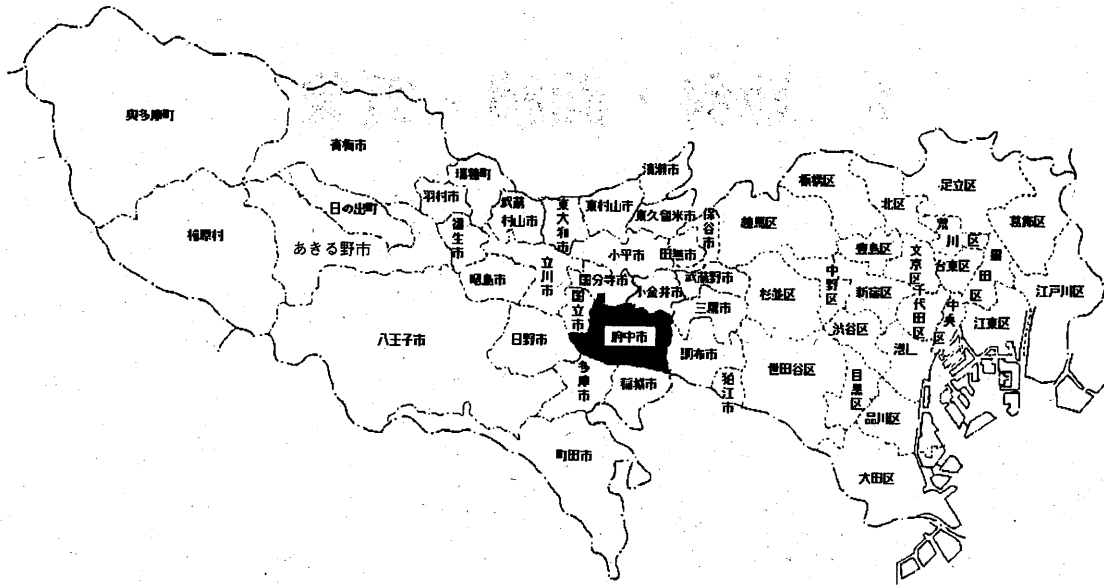 奥多摩町
青梅市
瑞穂町
羽村市
日の出町
檜原村
あきる野市
福生市
武蔵
村山市
東大和市
東村山市
清瀬市
東久留米市
保谷市
小平市
田無市
昭島市
立川市
国分寺市
国立市
小金井市
武蔵野市
三鷹市
八王子市
日野市
府中市
調布市
多摩市
稲城市
狛江市
町田市
板橋区
練馬区
北区
足立区
葛飾区
荒川区
豊島区
文京区
台東区
墨田区
江戸川区
中野区
杉並区
新宿区
千代田区
中央区
江東区
渋谷区
港
世田谷区
目黒区
品川区
大田区